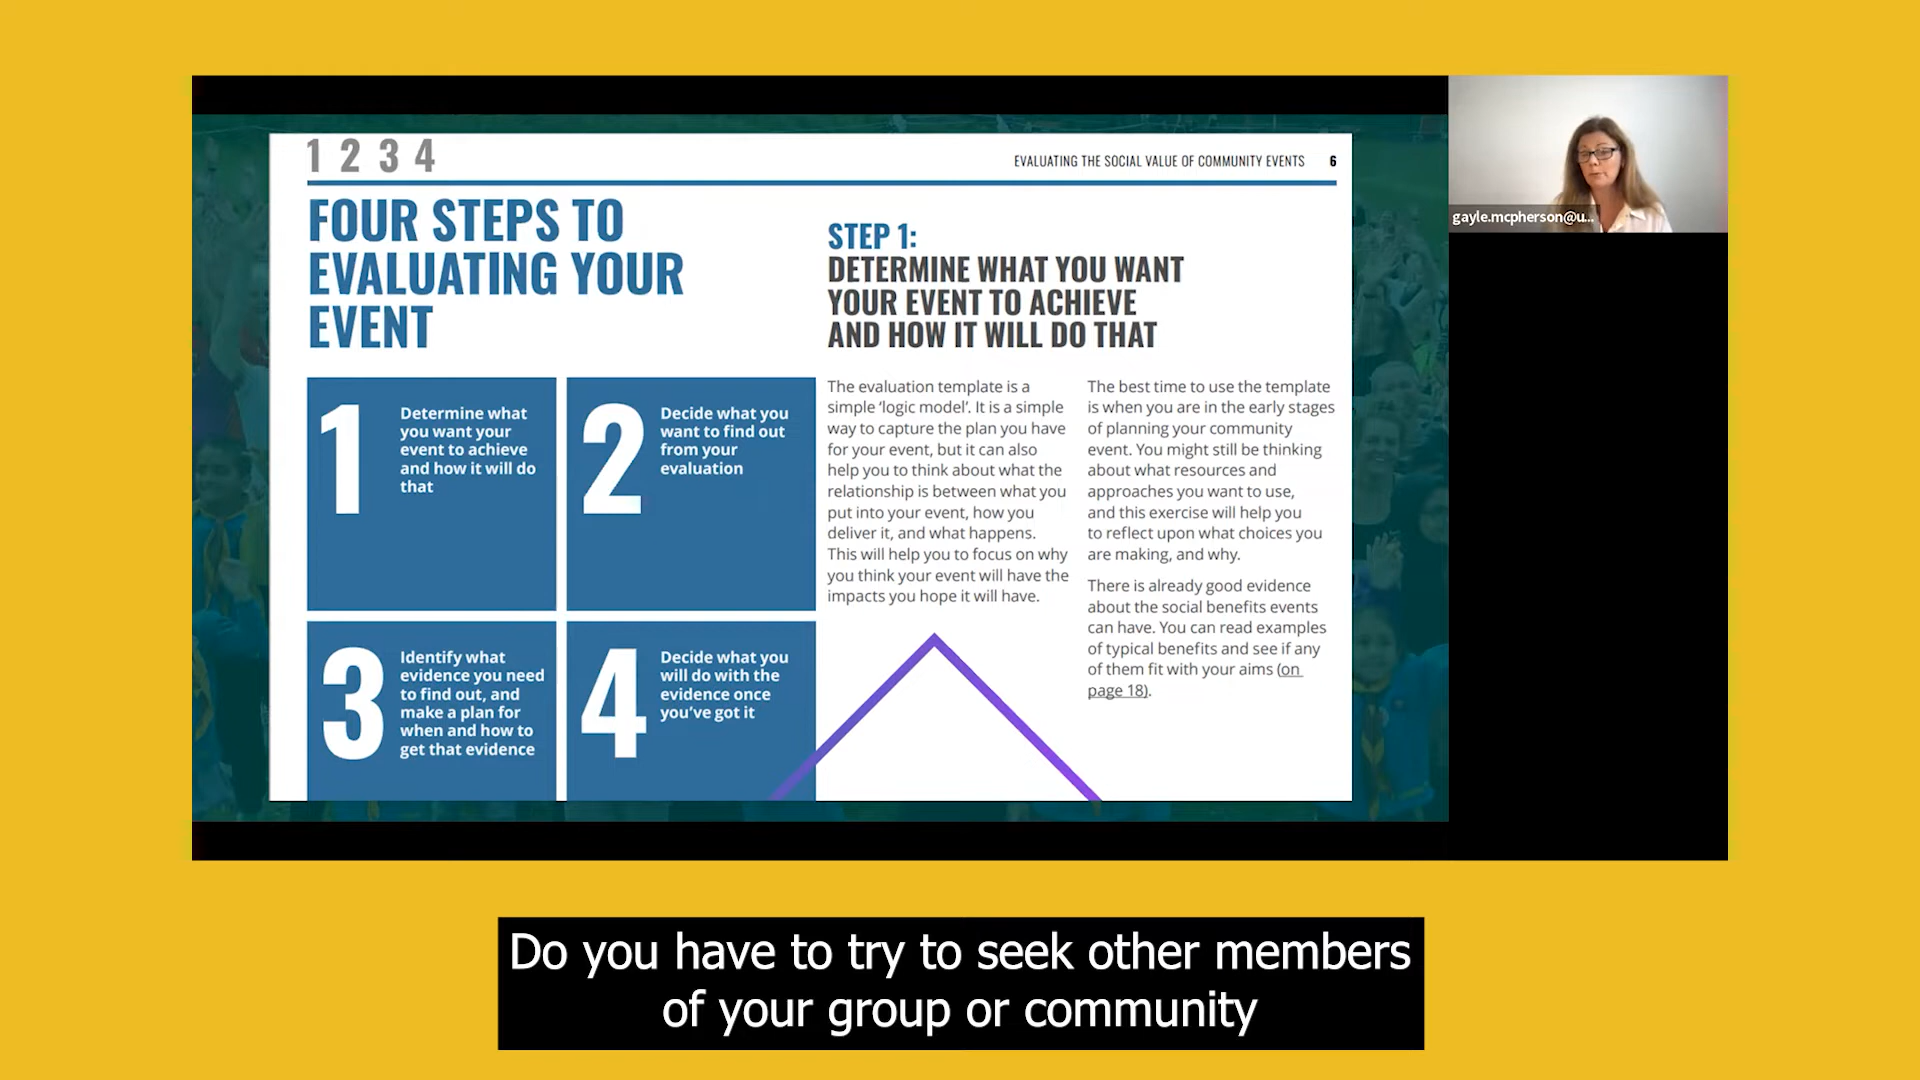 1 2 3 4
EVALUATING THE SOCIAL VALUE OF COMMUNITY EVENTS 6
FOUR STEPS TO
EVALUATING YOUR
EVENT
1
Determine what
you want your
event to achieve
and how it will do
that
2
Decide what you
want to find out
from your
evaluation
3
Identify what
evidence you need
to find out, and
make a plan for
when and how to
get that evidence
4
Decide what you
will do with the
evidence once
you've got it
STEP 1:
DETERMINE WHAT YOU WANT
YOUR EVENT TO ACHIEVE
AND HOW IT WILL DO THAT
The evaluation template is a
simple ‘logic model’. It is a simple
way to capture the plan you have
for your event, but it can also
help you to think about what the
relationship is between what you
put into your event, how you
deliver it, and what happens.
This will help you to focus on why
you think your event will have the
impacts you hope it will have.
The best time to use the template
is when you are in the early stages
of planning your community
event. You might still be thinking
about what resources and
approaches you want to use,
and this exercise will help you
to reflect upon what choices you
are making, and why.
There is already good evidence
about the social benefits events
can have. You can read examples
of typical benefits and see if any
of them fit with your aims (on
page 18).
gayle.mcpherson@u...
Do you have to try to seek other members
of your group or community